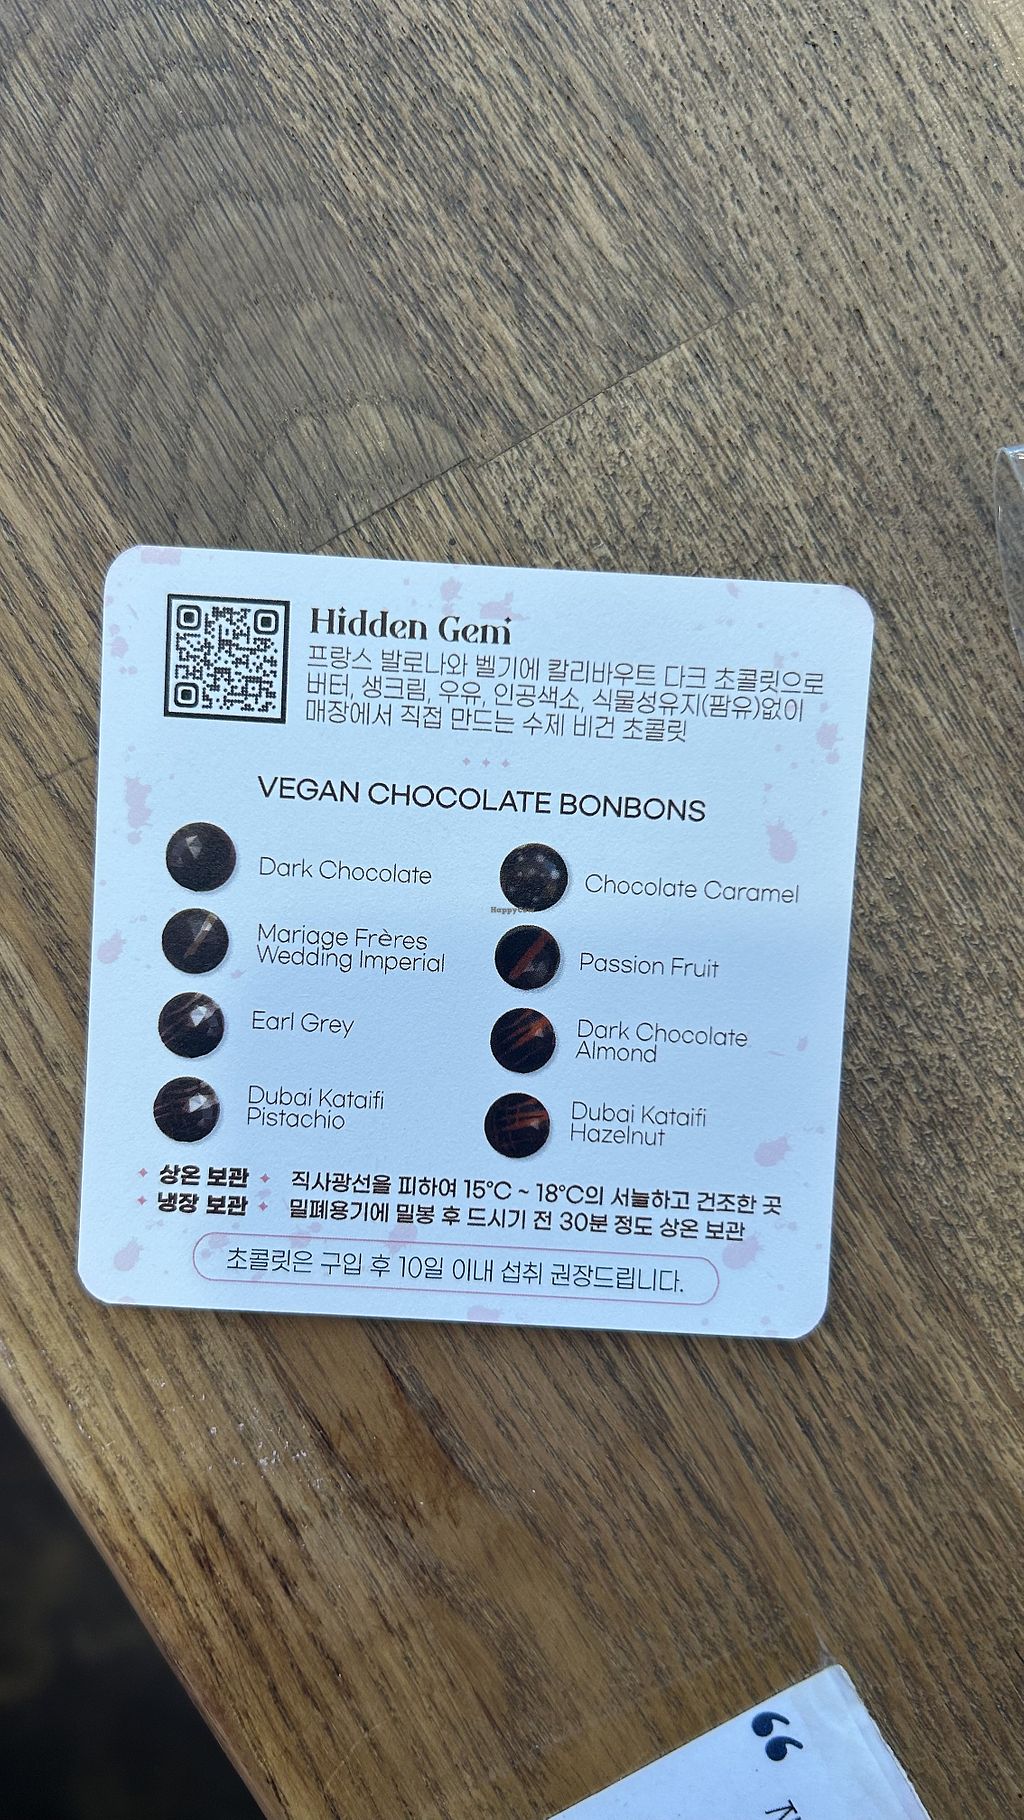 Hidden Gem
프랑스 발로나와 벨기에 칼리바우트 다크 초콜릿으로
버터, 생크림, 우유, 인공색소, 식물성유지(팜유)없이
매장에서 직접 만드는 수제 비건 초콜릿
VEGAN CHOCOLATE BONBONS
Dark Chocolate
Chocolate Caramel
HappyCow
Mariage Frères
Wedding Imperial
Passion Fruit
Earl Grey
Dark Chocolate
Almond
Dubai Kataifi
Pistachio
Dubai Kataifi
Hazelnut
상온 보관 직사광선을 피하여 15°C ~ 18°C의 서늘하고 건조한 곳
냉장 보관 밀폐용기에 밀봉 후 드시기 전 30분 정도 상온 보관
초콜릿은 구입 후 10일 이내 섭취 권장드립니다.
“